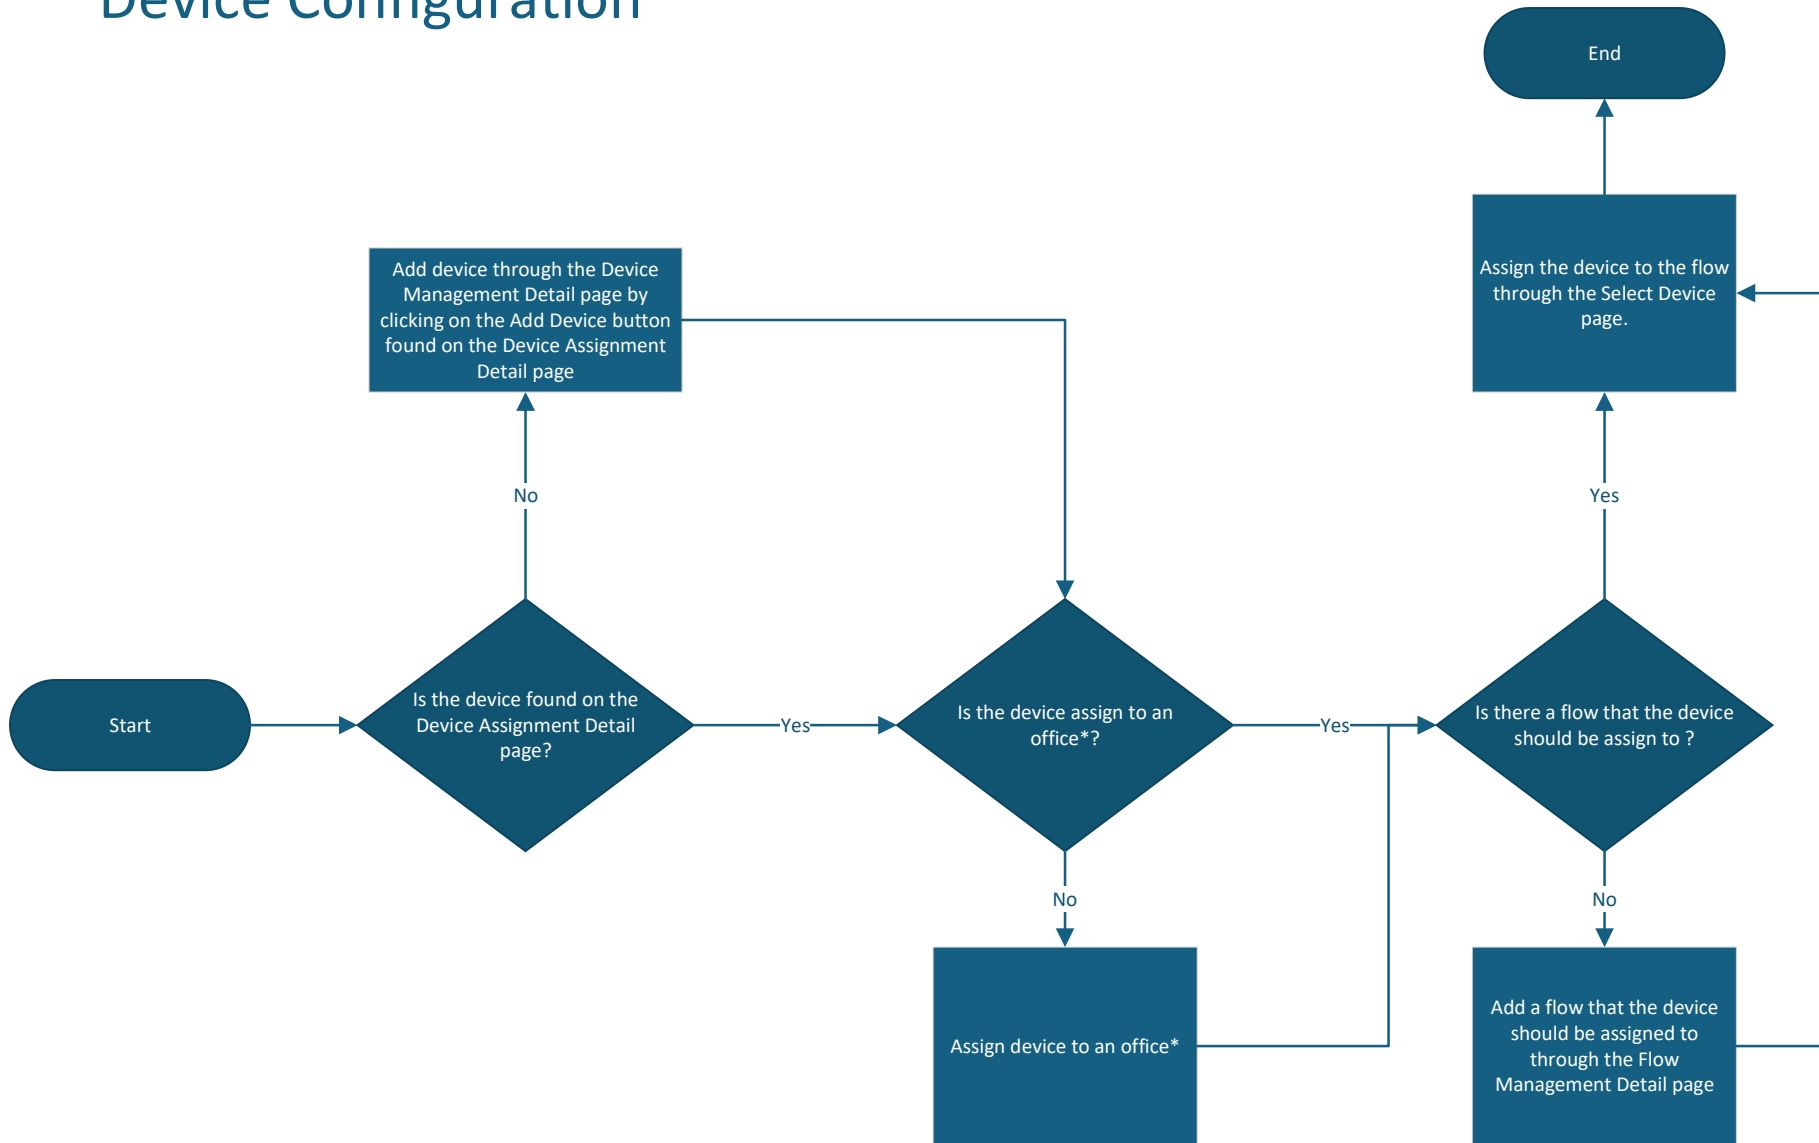 Device Configuration
End
Assign the device to the flow
through the Select Device
page.
Add device through the Device
Management Detail page by
clicking on the Add Device button
found on the Device Assignment
Detail page
No
Yes
Start
Is the device found on the
Device Assignment Detail
page?
Yes
Is the device assign to an
office*?
Yes
Is there a flow that the device
should be assign to ?
No
No
Assign device to an office*
Add a flow that the device
should be assigned to
through the Flow
Management Detail page